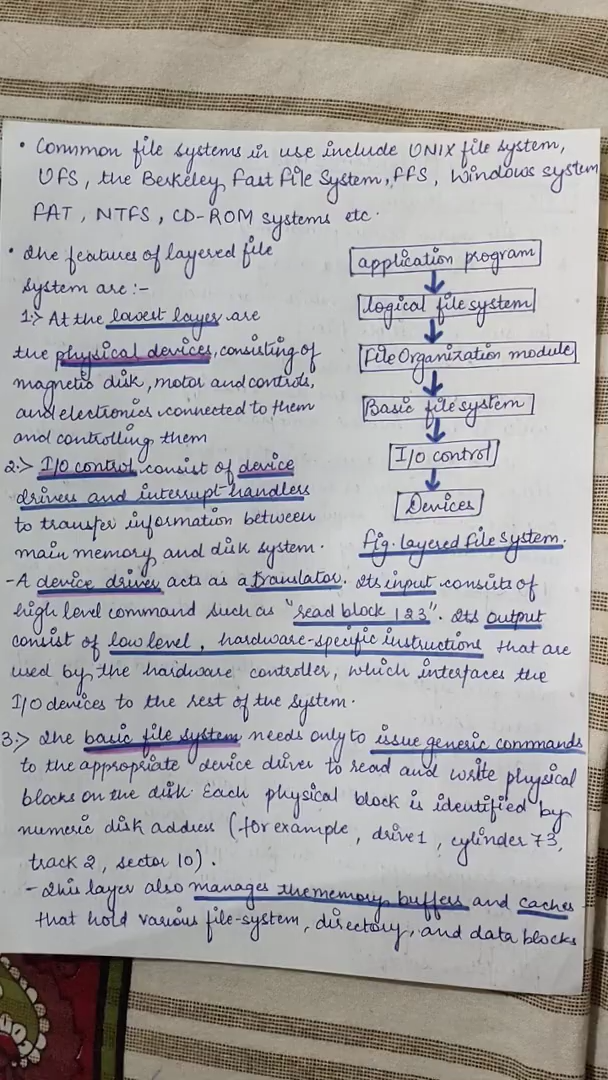 • Common file systems in use include UNIX file system,
UFS, the Berkeley Fast File System, FFS, Windows system
FAT, NTFS, CD-ROM systems etc.
• The features of layered file
system are :-
1:> At the lowest layer are
the physical devices, consisting of
magnetic disk, motor and controls,
and electronics connected to them
and controlling them
2:> I/O control consist of device
drivers and interrupt handlers
to transfer information between
main memory and disk system.
application program
Logical file system
File Organization module
Basic file system
I/O control
Devices
Fig. layered file system.
- A device driver acts as a translator. Its input consists of
high level command such as "read block 123". Its output
consist of low level, hardware-specific instructions that are
used by the hardware controller, which interfaces the
I/O devices to the rest of the system.
3:> The basic file system needs only to issue generic commands
to the appropriate device driver to read and write physical
blocks on the disk. Each physical block is identified by
numeric disk address (for example, drive 1, cylinder 73,
track 2, sector 10).
- This layer also manages the memory buffers and caches
that hold various file-system, directory, and data blocks